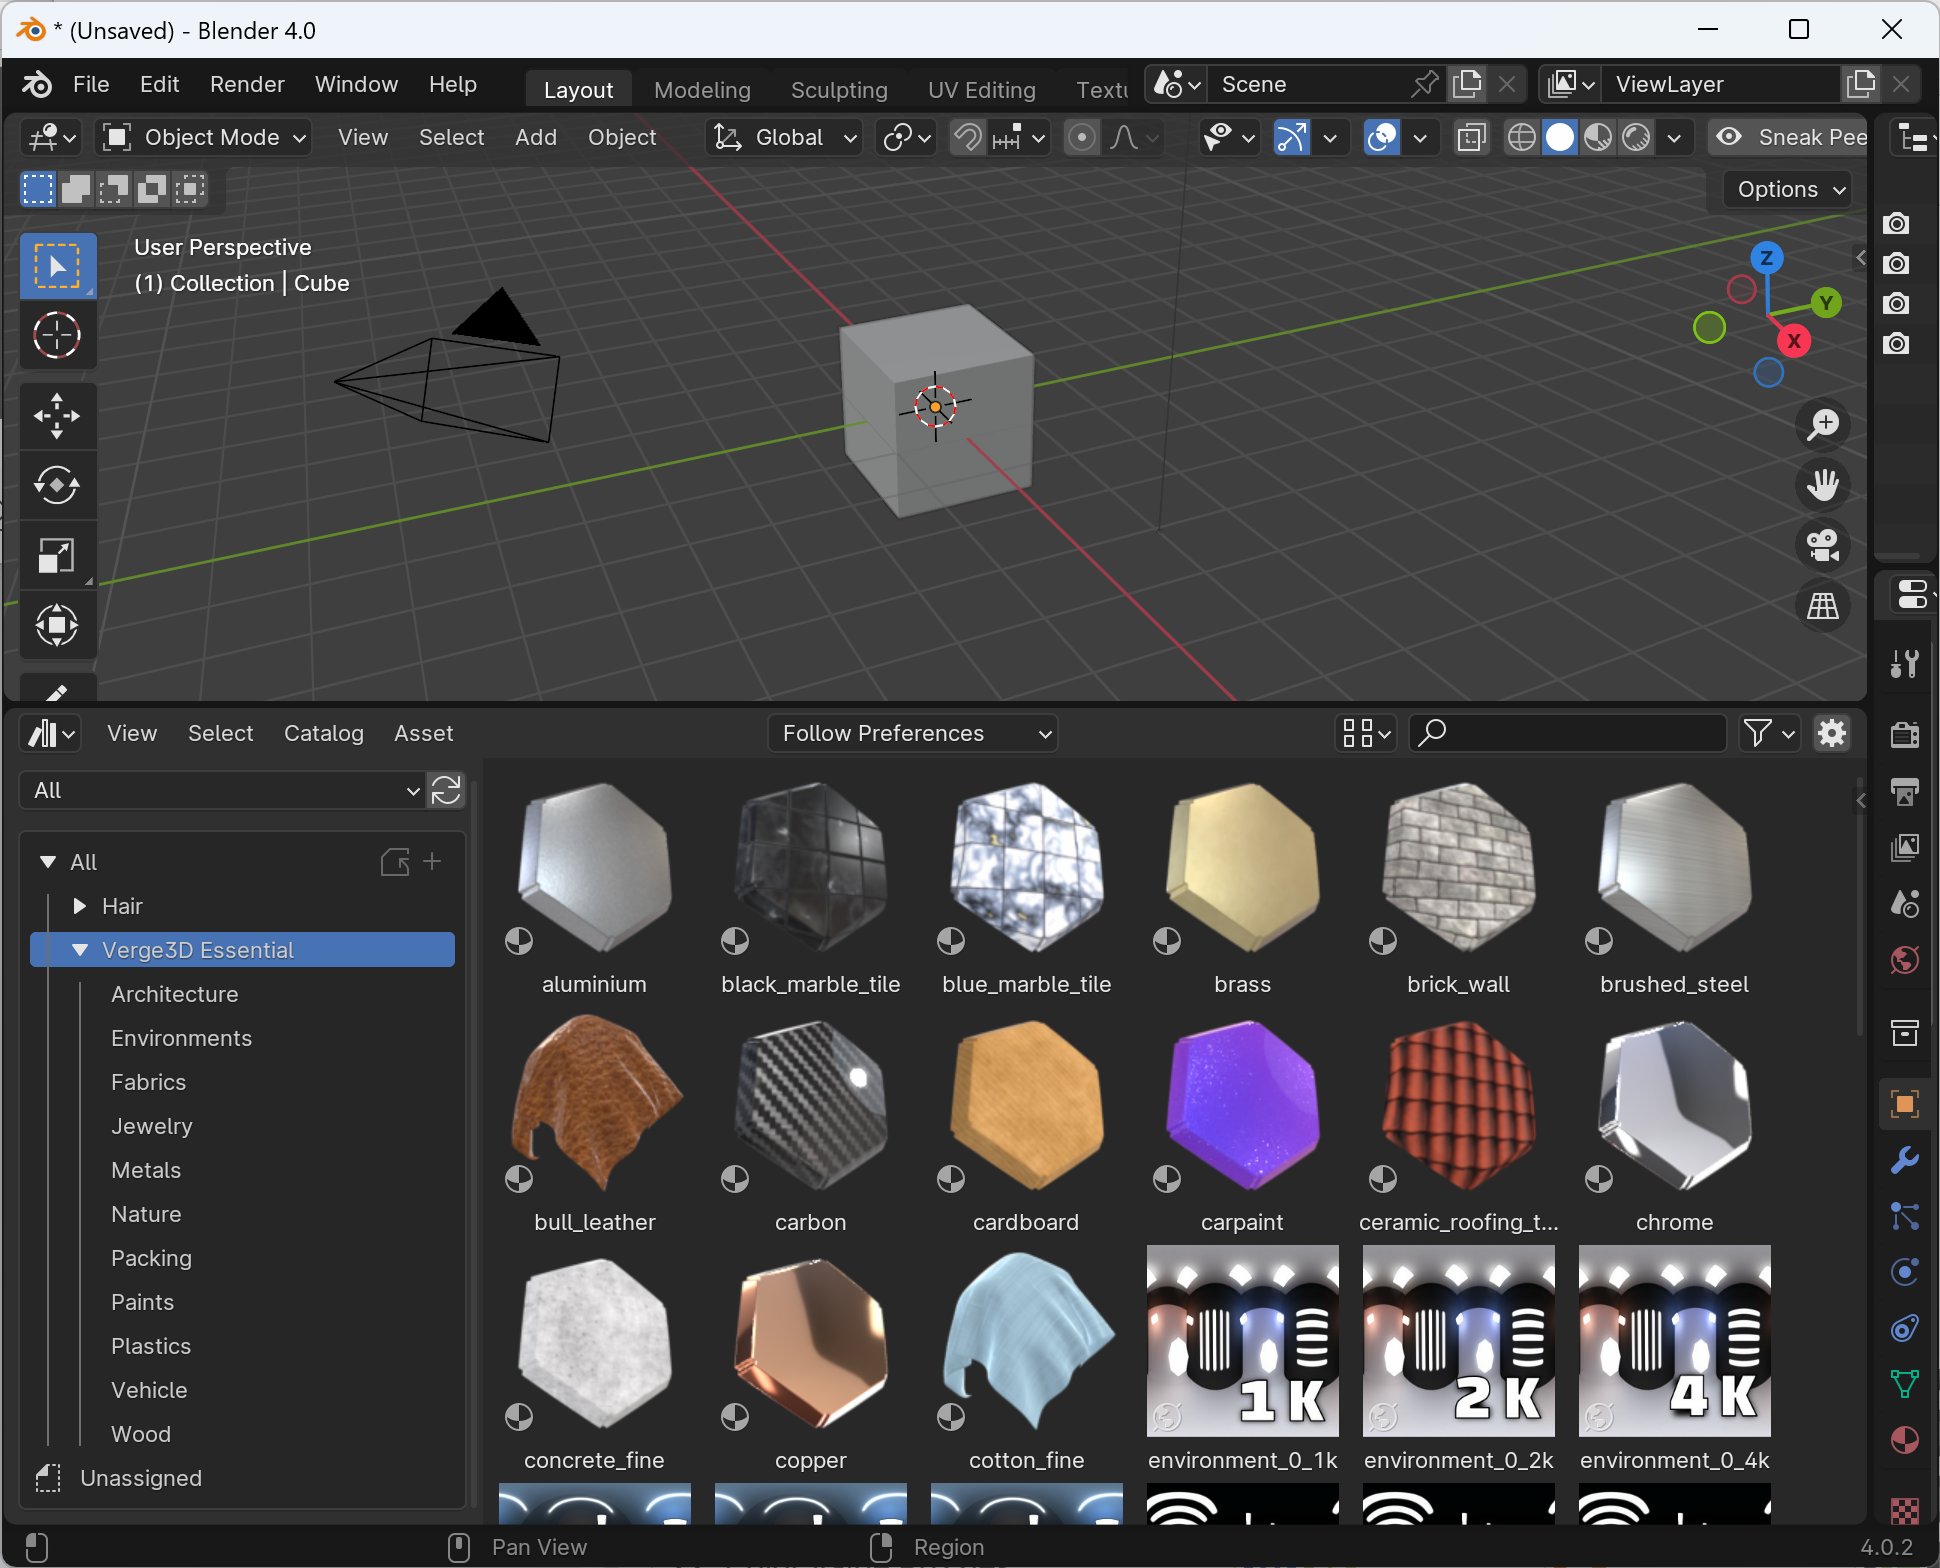 * (Unsaved) - Blender 4.0
File Edit Render Window Help Layout Modeling Sculpting UV Editing Scene ViewLayer
Object Mode View Select Add Object Global Sneak Pee
Options
User Perspective
(1) Collection | Cube
Z
Y
X
View Select Catalog Asset Follow Preferences
All
All
Hair
Verge3D Essential
Architecture
Environments
Fabrics
Jewelry
Metals
Nature
Packing
Paints
Plastics
Vehicle
Wood
Unassigned
aluminium black_marble_tile blue_marble_tile brass brick_wall brushed_steel
bull_leather carbon cardboard carpaint ceramic_roofing_t... chrome
1K 2K 4K
concrete_fine copper cotton_fine environment_0_1k environment_0_2k environment_0_4k
Pan View Region 4.0.2